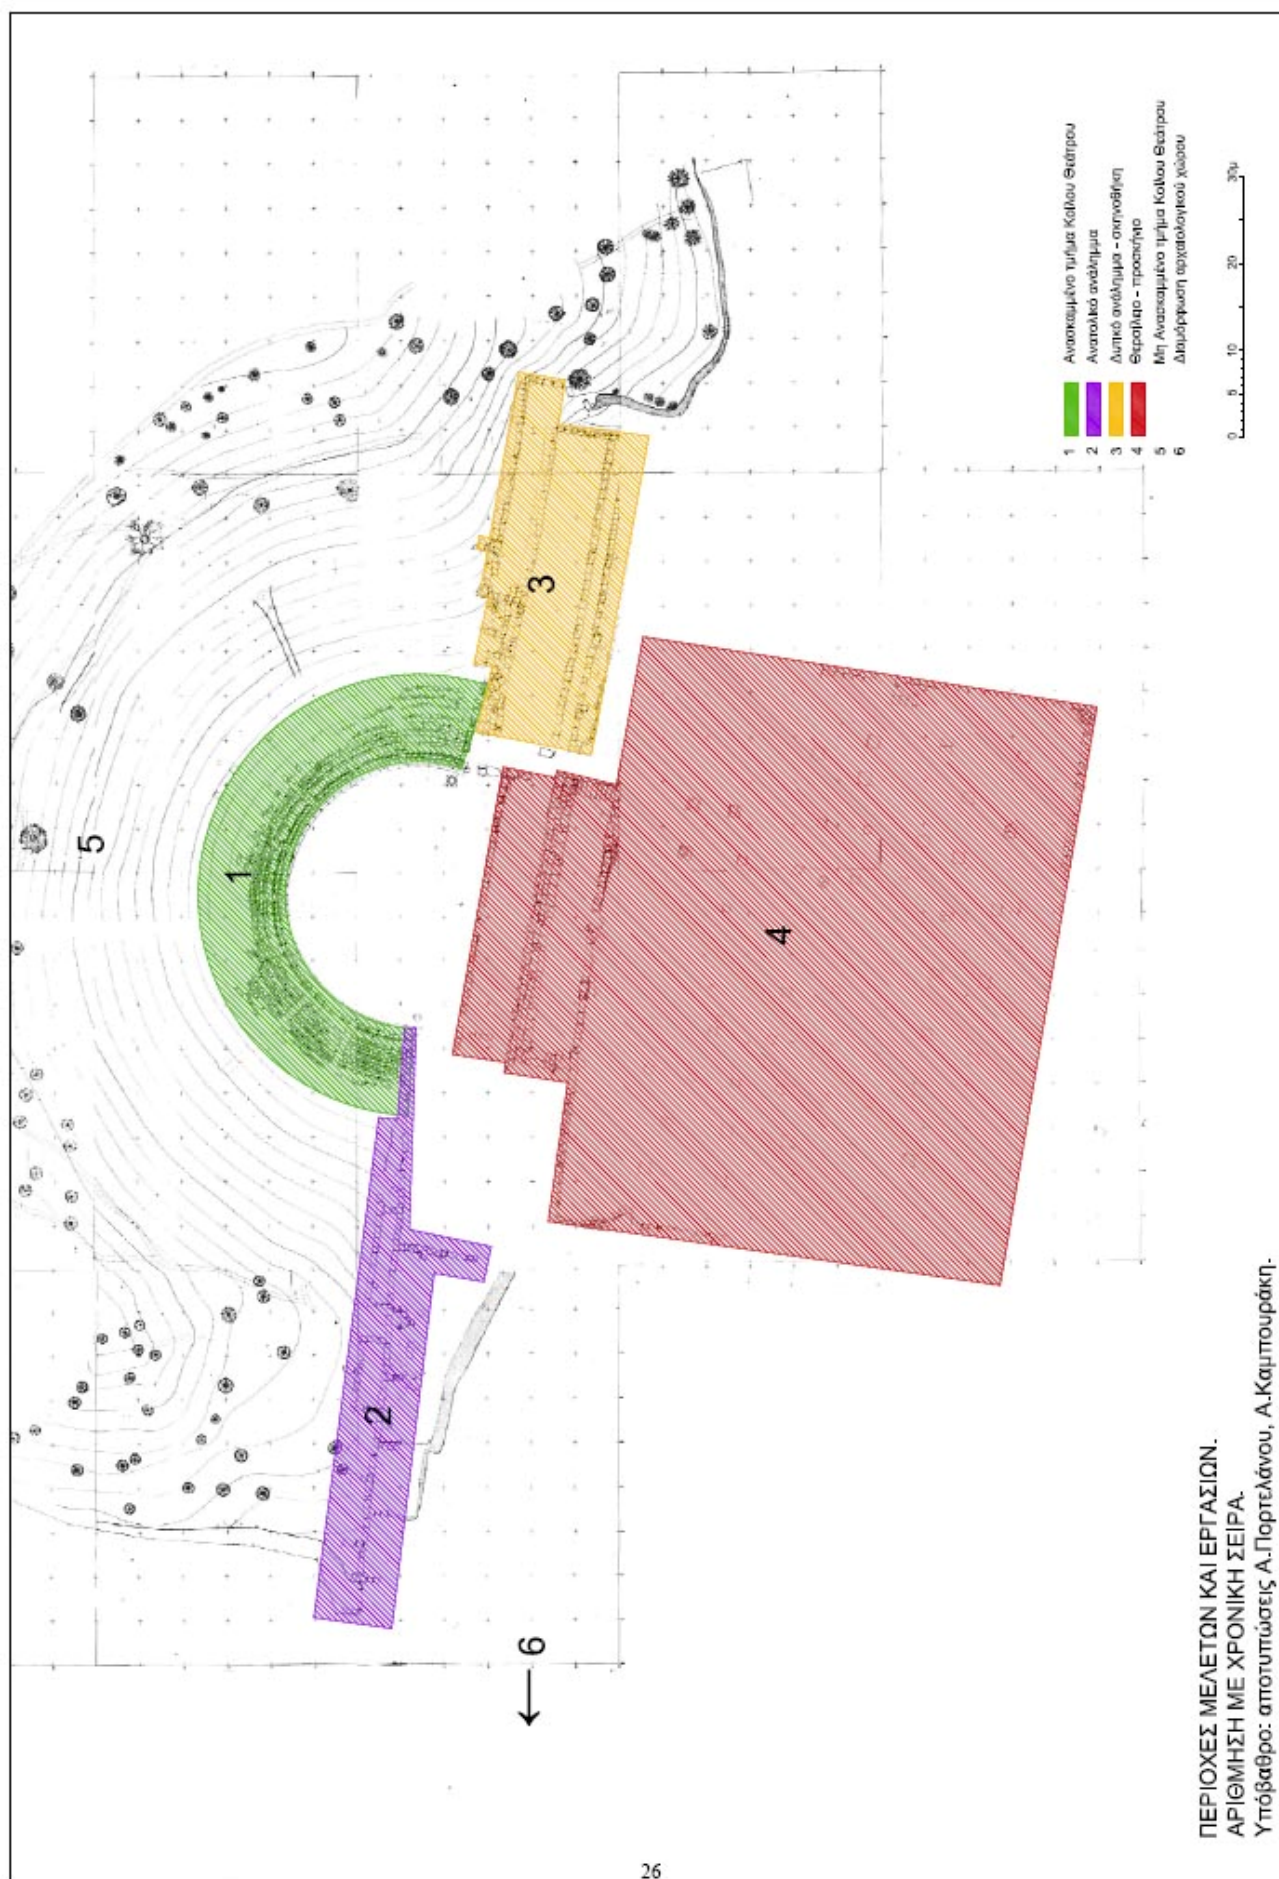 5
1
3
4
2
6
1 Ανασκαμμένο τμήμα Κοίλου Θεάτρου
2 Ανατολικό ανάλημμα
3 Δυτικό ανάλημμα - σκηνοθήκη
4 Θερσίλειο - προσκήνιο
5 Μη Ανασκαμμένο τμήμα Κοίλου Θεάτρου
6 Διαμόρφωση αρχαιολογικού χώρου
0 5 10 20 30μ
ΠΕΡΙΟΧΕΣ ΜΕΛΕΤΩΝ ΚΑΙ ΕΡΓΑΣΙΩΝ.
ΑΡΙΘΜΗΣΗ ΜΕ ΧΡΟΝΙΚΗ ΣΕΙΡΑ.
Υπόβαθρο: αποτυπώσεις Α.Πορτελάνου, Α.Καμπουράκη.
26